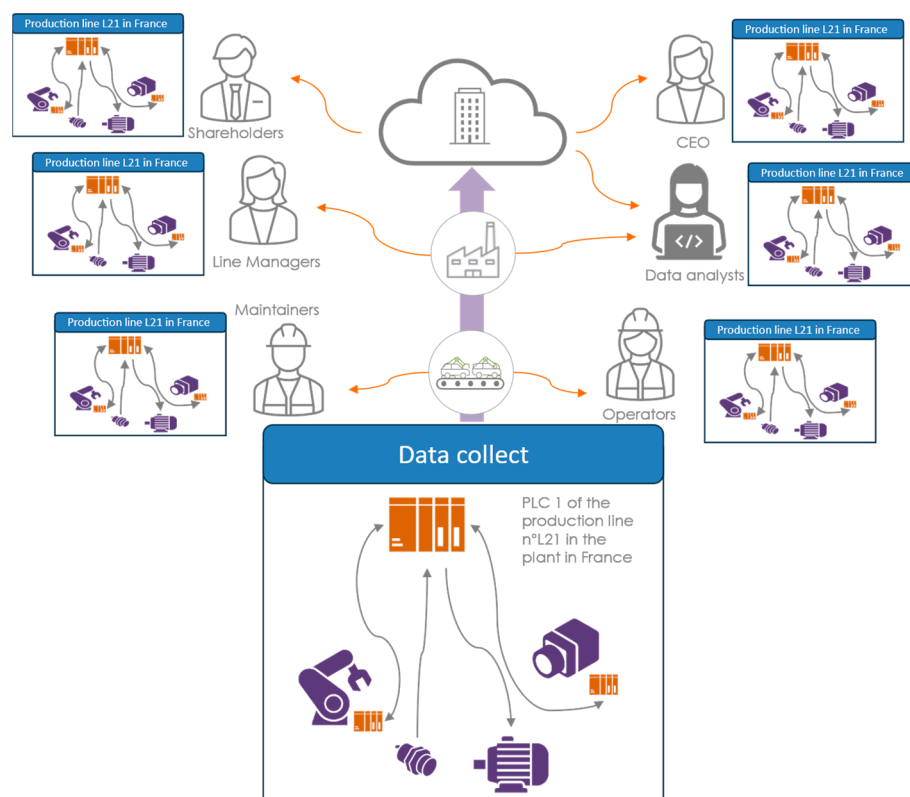 Production line L21 in France
Production line L21 in France
Shareholders
CEO
Production line L21 in France
Production line L21 in France
Line Managers
</>
Data analysts
Maintainers
Production line L21 in France
Production line L21 in France
Operators
Data collect
PLC 1 of the
production line
n°L21 in the
plant in France